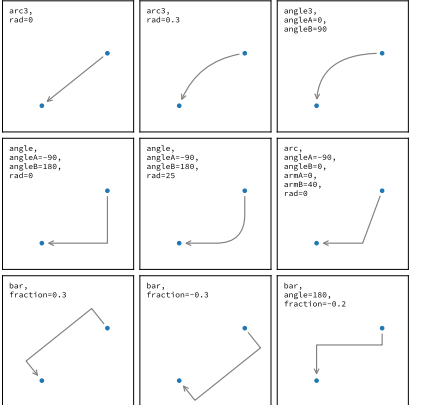 arc3,
rad=0
arc3,
rad=0.3
angle3,
angleA=0,
angleB=90
angle,
angleA=-90,
angleB=180,
rad=0
angle,
angleA=-90,
angleB=180,
rad=25
arc,
angleA=-90,
angleB=0,
armA=0,
armB=40,
rad=0
bar,
fraction=0.3
bar,
fraction=-0.3
bar,
angle=180,
fraction=-0.2